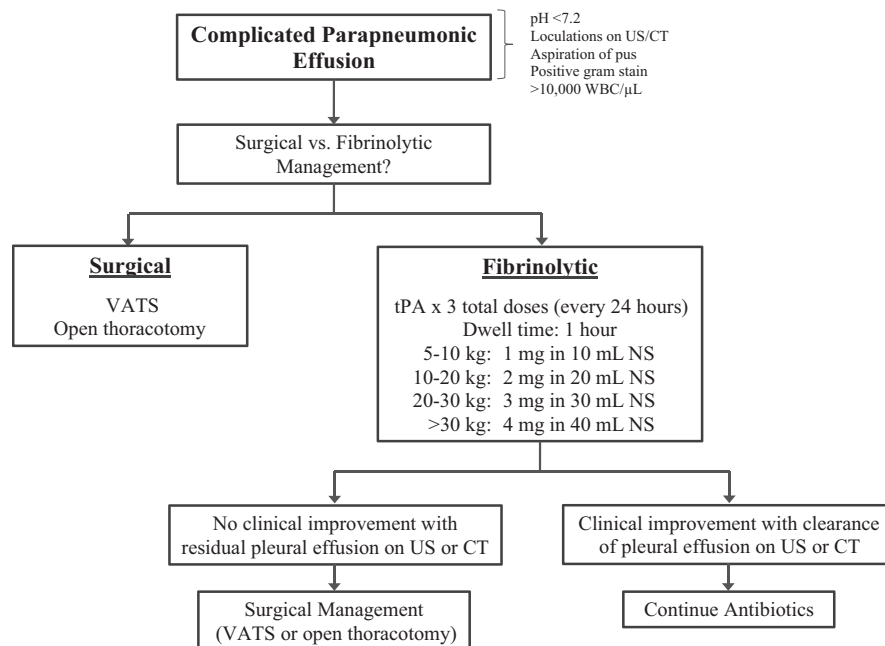 Complicated Parapneumonic
Effusion
pH <7.2
Loculations on US/CT
Aspiration of pus
Positive gram stain
>10,000 WBC/µL
Surgical vs. Fibrinolytic
Management?
Surgical
VATS
Open thoracotomy
Fibrinolytic
tPA x 3 total doses (every 24 hours)
Dwell time: 1 hour
5-10 kg: 1 mg in 10 mL NS
10-20 kg: 2 mg in 20 mL NS
20-30 kg: 3 mg in 30 mL NS
>30 kg: 4 mg in 40 mL NS
No clinical improvement with
residual pleural effusion on US or CT
Clinical improvement with clearance
of pleural effusion on US or CT
Surgical Management
(VATS or open thoracotomy)
Continue Antibiotics